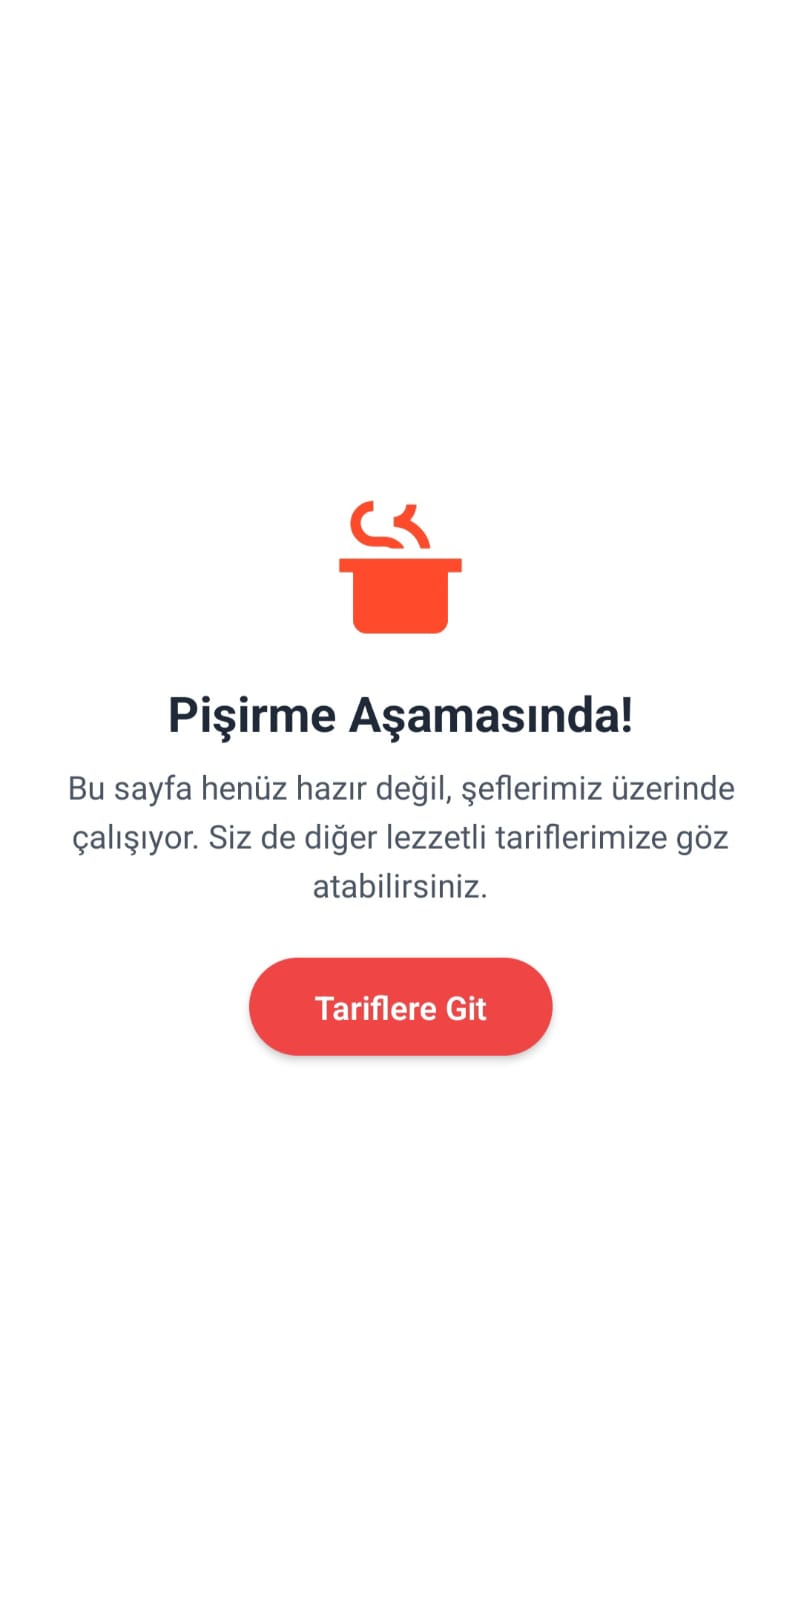 Pişirme Aşamasında!
Bu sayfa henüz hazır değil, şeflerimiz üzerinde
çalışıyor. Siz de diğer lezzetli tariflerimize göz
atabilirsiniz.
Tariflere Git